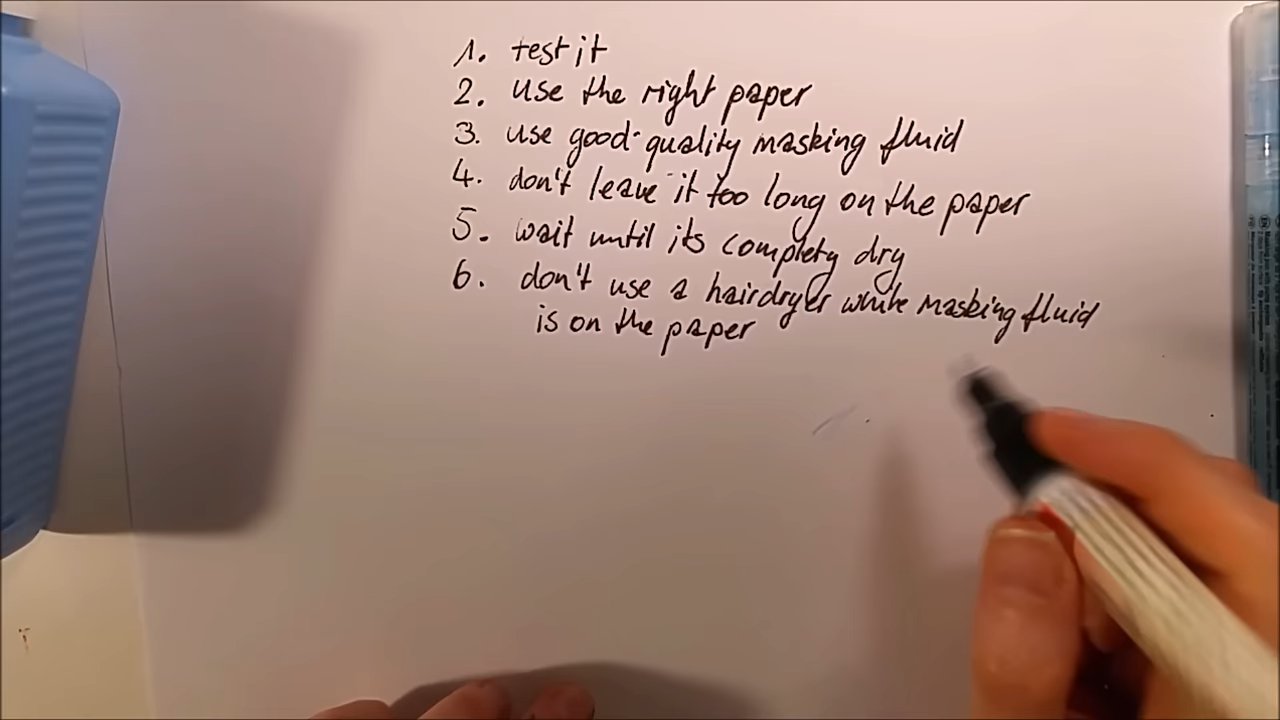 1. test it
2. use the right paper
3. use good quality masking fluid
4. don't leave it too long on the paper
5. wait until its complety dry
6. don't use a hairdryer while masking fluid
is on the paper